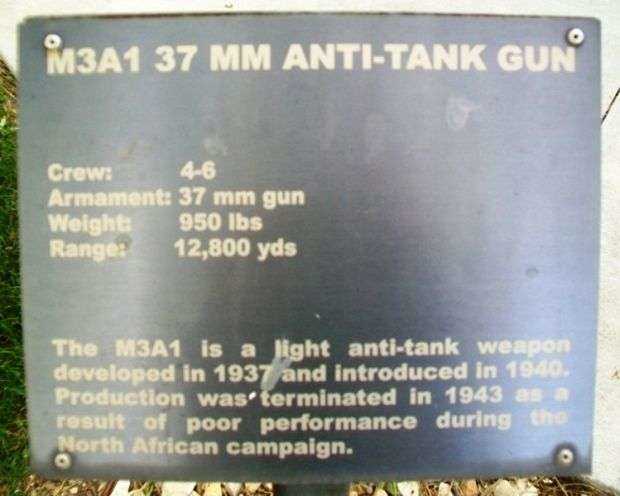 M3A1 37 MM ANTI-TANK GUN
Crew: 4-6
Armament: 37 mm gun
Weight: 950 lbs
Range: 12,800 yds
The M3A1 is a light anti-tank weapon
developed in 1937 and introduced in 1940.
Production was terminated in 1943 as a
result of poor performance during the
North African campaign.